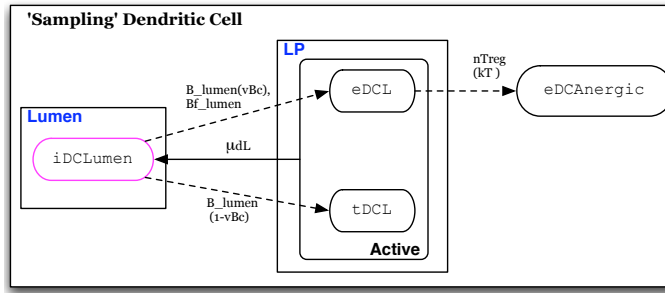 'Sampling' Dendritic Cell
LP
nTreg
(kT)
B_lumen(vBc),
Bf_lumen
eDCL
eDCAnergic
Lumen
iDCLumen
µdL
B_lumen
(1-vBc)
tDCL
Active